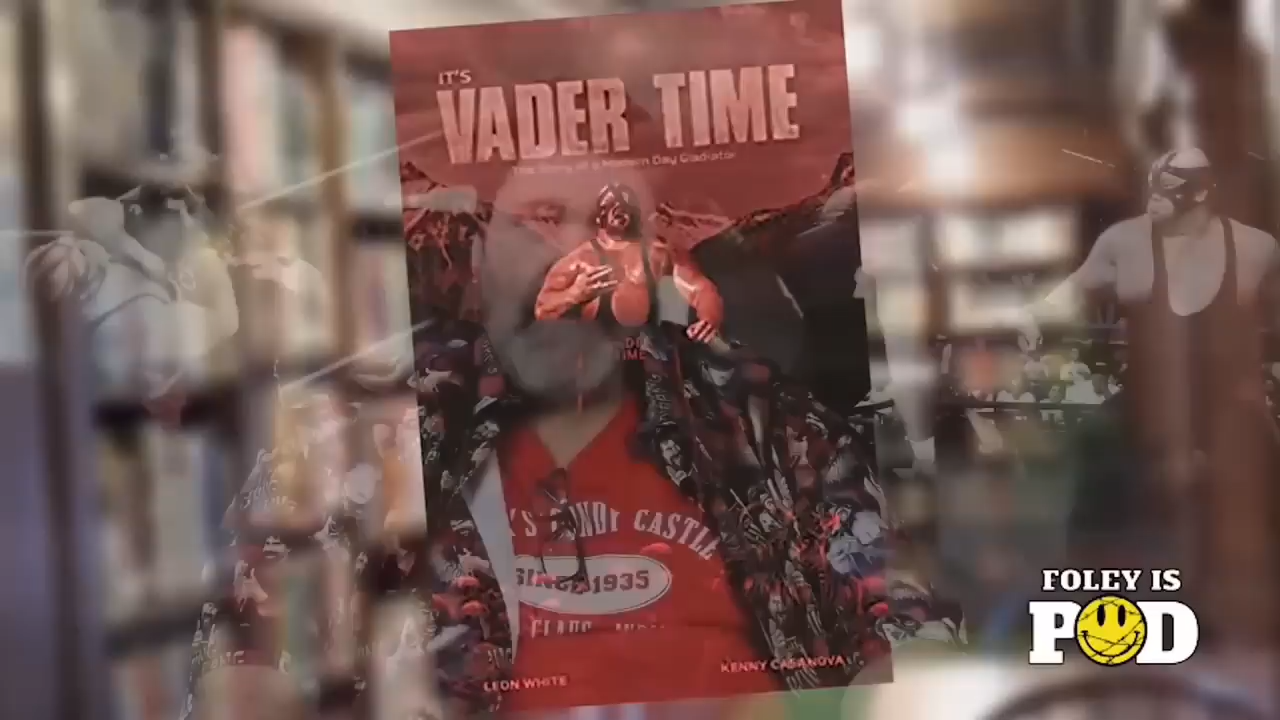 IT'S
VADER TIME
The Story of a Modern Day Gladiator
TIME
CASTLE
SINCE 1935
LEON WHITE
KENNY CASANOVA
FOLEY IS
POD